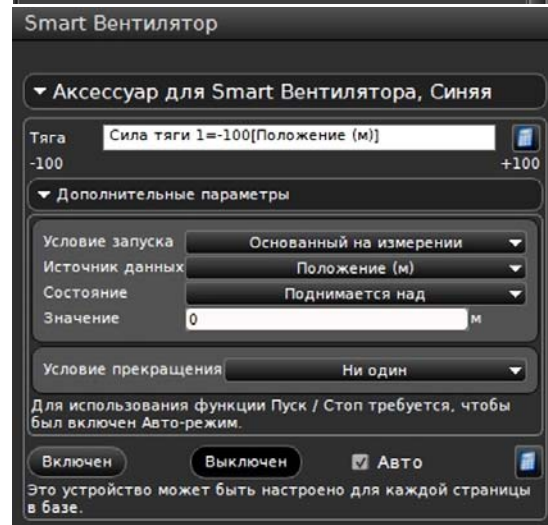 Smart Вентилятор
Аксессуар для Smart Вентилятора, Синяя
Тяга Сила тяги 1=-100[Положение (м)]
-100 +100
Дополнительные параметры
Условие запуска Основанный на измерении
Источник данных Положение (м)
Состояние Поднимается над
Значение 0 м
Условие прекращения Ни один
Для использования функции Пуск / Стоп требуется, чтобы
был включен Авто-режим.
Включен Выключен Авто
Это устройство может быть настроено для каждой страницы
в базе.